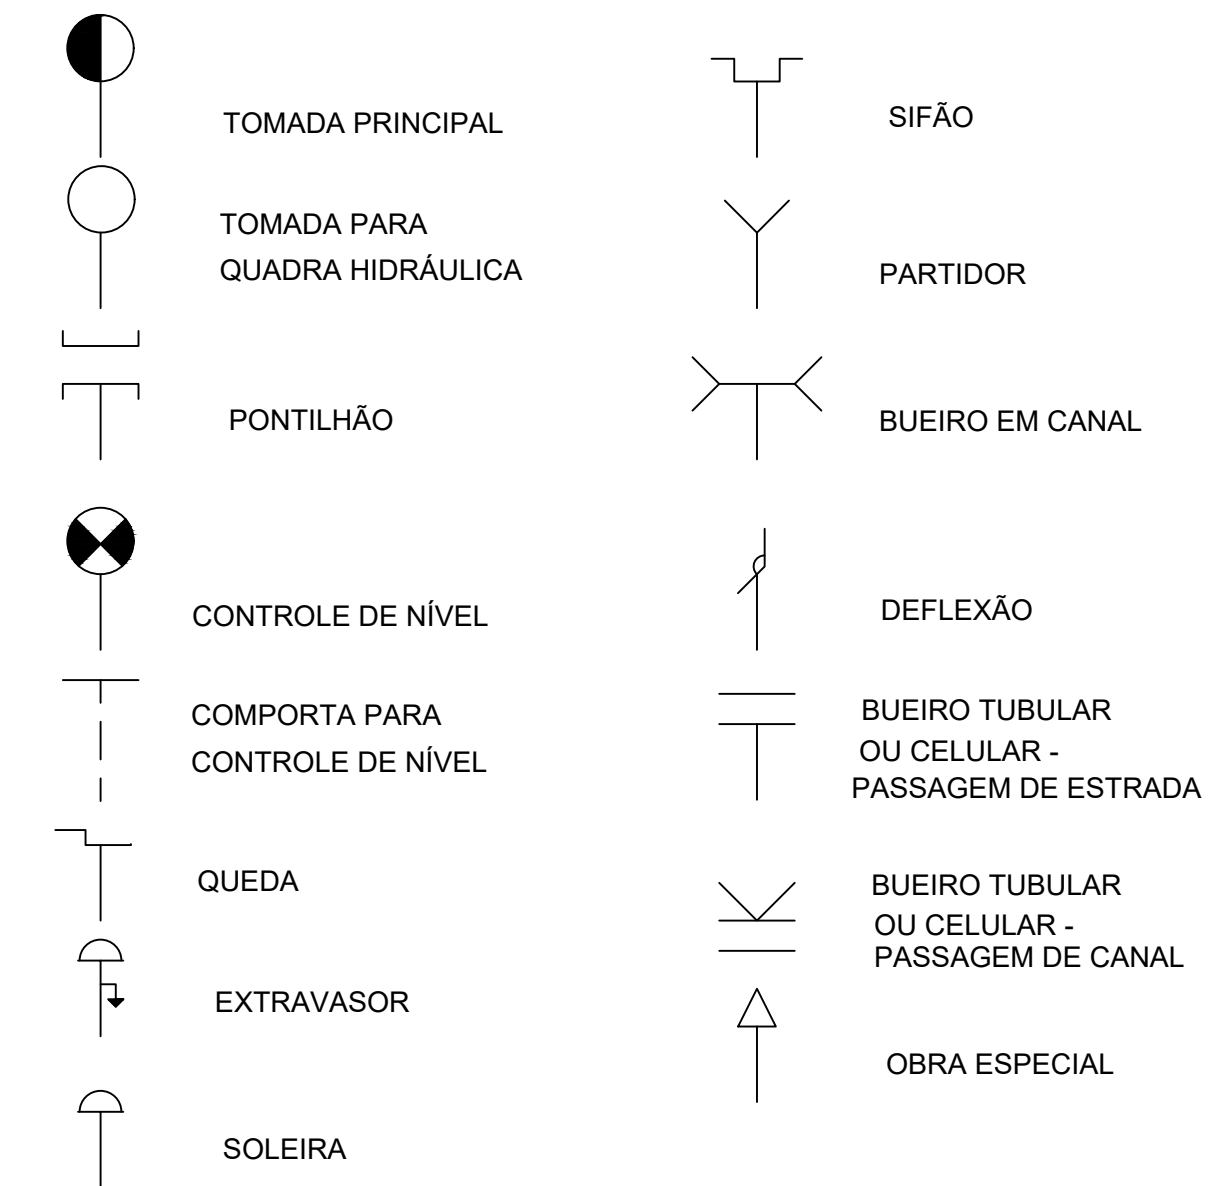 TOMADA PRINCIPAL
TOMADA PARA
QUADRA HIDRÁULICA
PONTILHÃO
CONTROLE DE NÍVEL
COMPORTA PARA
CONTROLE DE NÍVEL
QUEDA
EXTRAVASOR
SOLEIRA
SIFÃO
PARTIDOR
BUEIRO EM CANAL
DEFLEXÃO
BUEIRO TUBULAR
OU CELULAR -
PASSAGEM DE ESTRADA
BUEIRO TUBULAR
OU CELULAR -
PASSAGEM DE CANAL
OBRA ESPECIAL